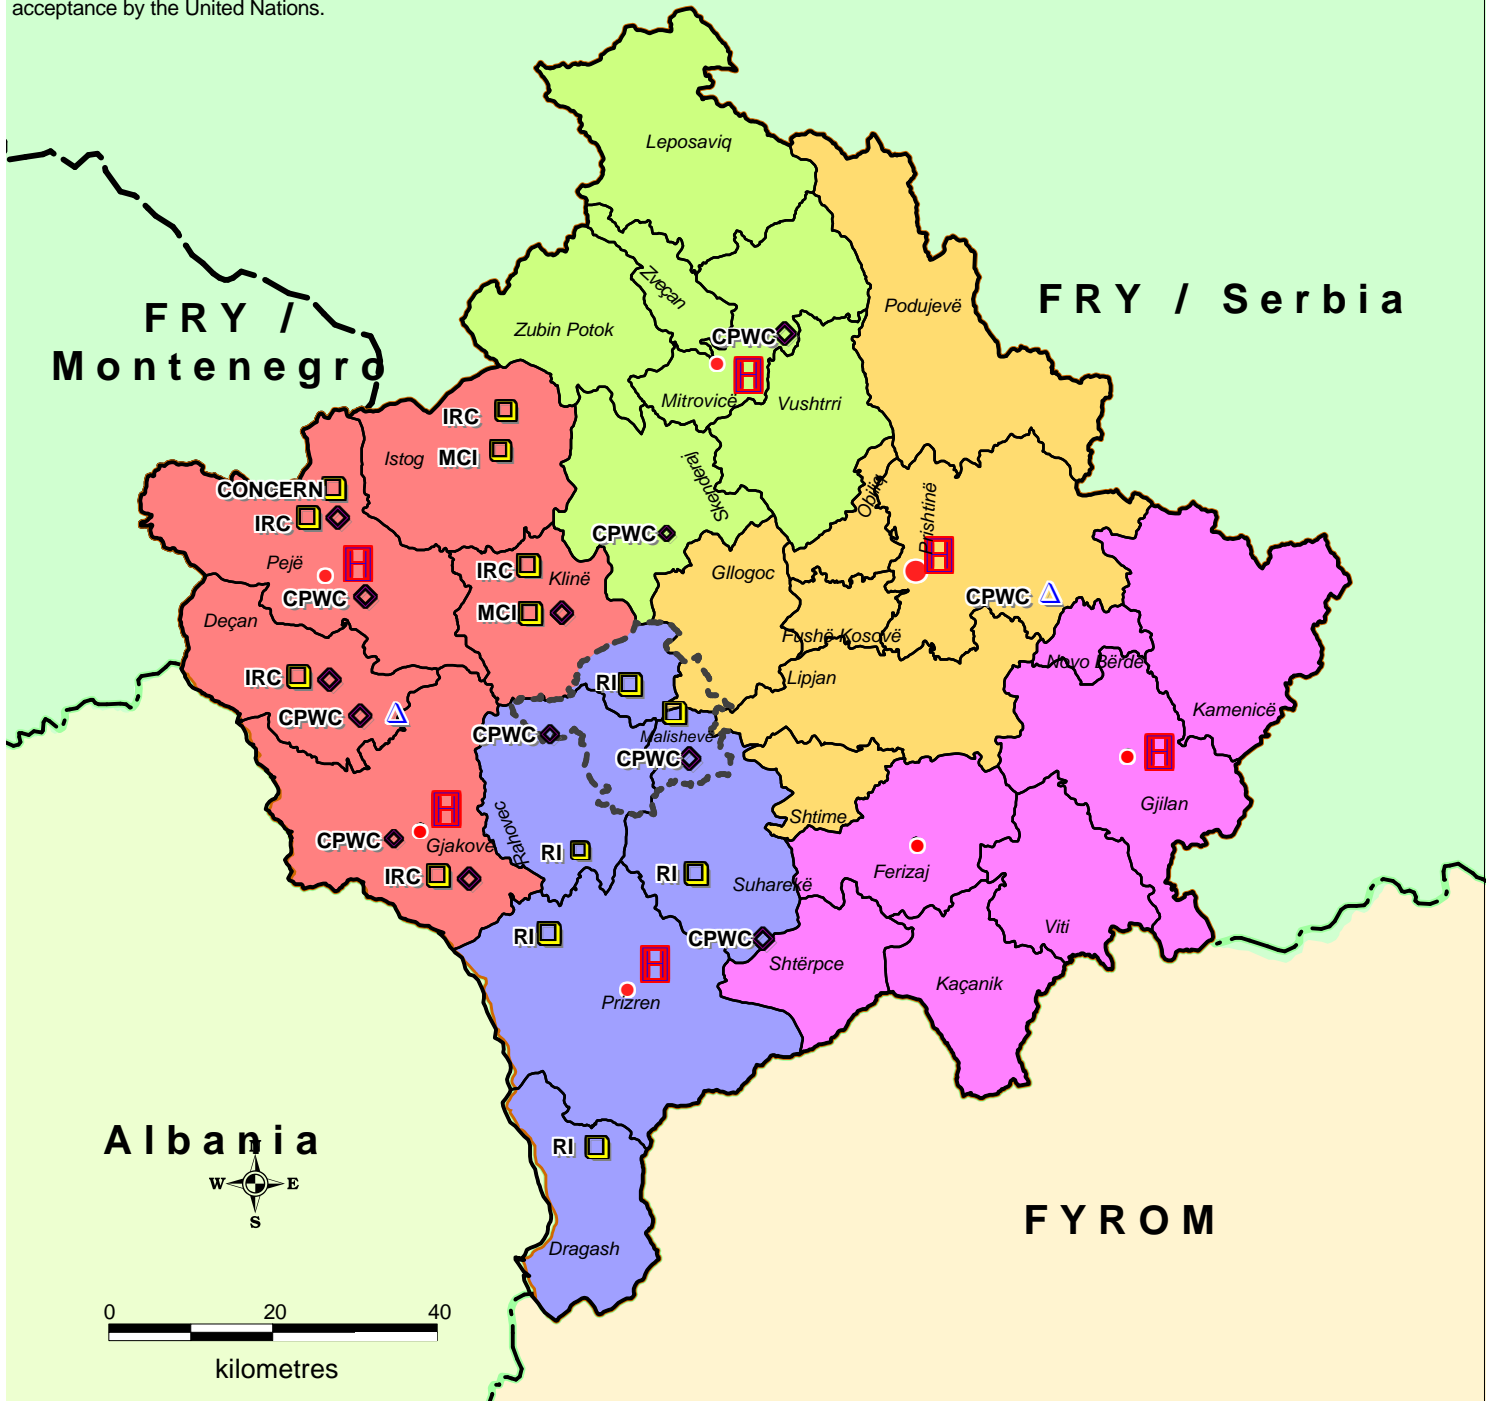 acceptance by the United Nations.
Leposaviq
FRY /
Montenegro
FRY / Serbia
Zveçan
Podujevë
Zubin Potok
CPWC
Mitrovicë
Vushtrri
IRC
Istog
MCI
Skenderaj
Obiliq
Prishtinë
CONCERN
IRC
CPWC
Pejë
IRC
Klinë
Gllogoc
CPWC
CPWC
MCI
Deçan
Fushë Kosovë
Novo Bërdë
IRC
RI
Lipjan
Kamenicë
CPWC
CPWC
Malishevë
CPWC
Gjilan
Rahovec
Shtime
CPWC
Gjakovë
RI
Ferizaj
IRC
RI
Suharekë
Viti
RI
CPWC
Shtërpce
Kaçanik
Prizren
Albania
RI
N
W
E
S
FYROM
Dragash
0 20 40
kilometres